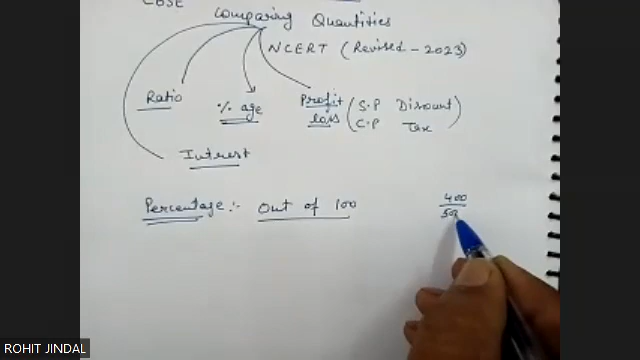 CBSE
Comparing Quantities
NCERT (Revised - 2023)
Ratio % age Profit loss (S.P Discount
C.P Tax)
Interest
Percentage :- Out of 100
400
50
ROHIT JINDAL